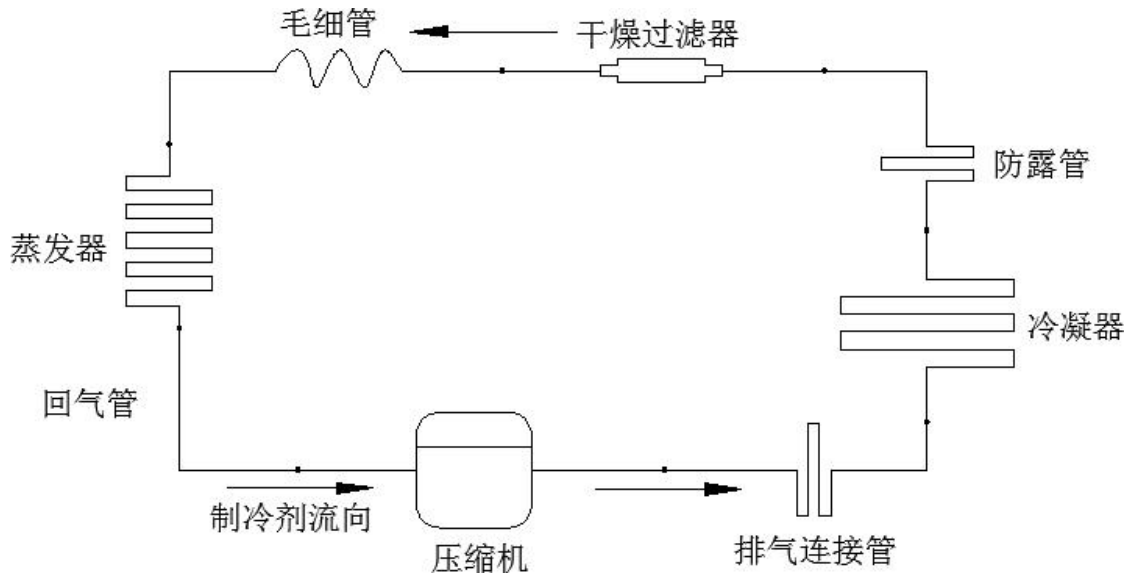 毛细管
干燥过滤器
防露管
蒸发器
冷凝器
回气管
制冷剂流向
压缩机
排气连接管